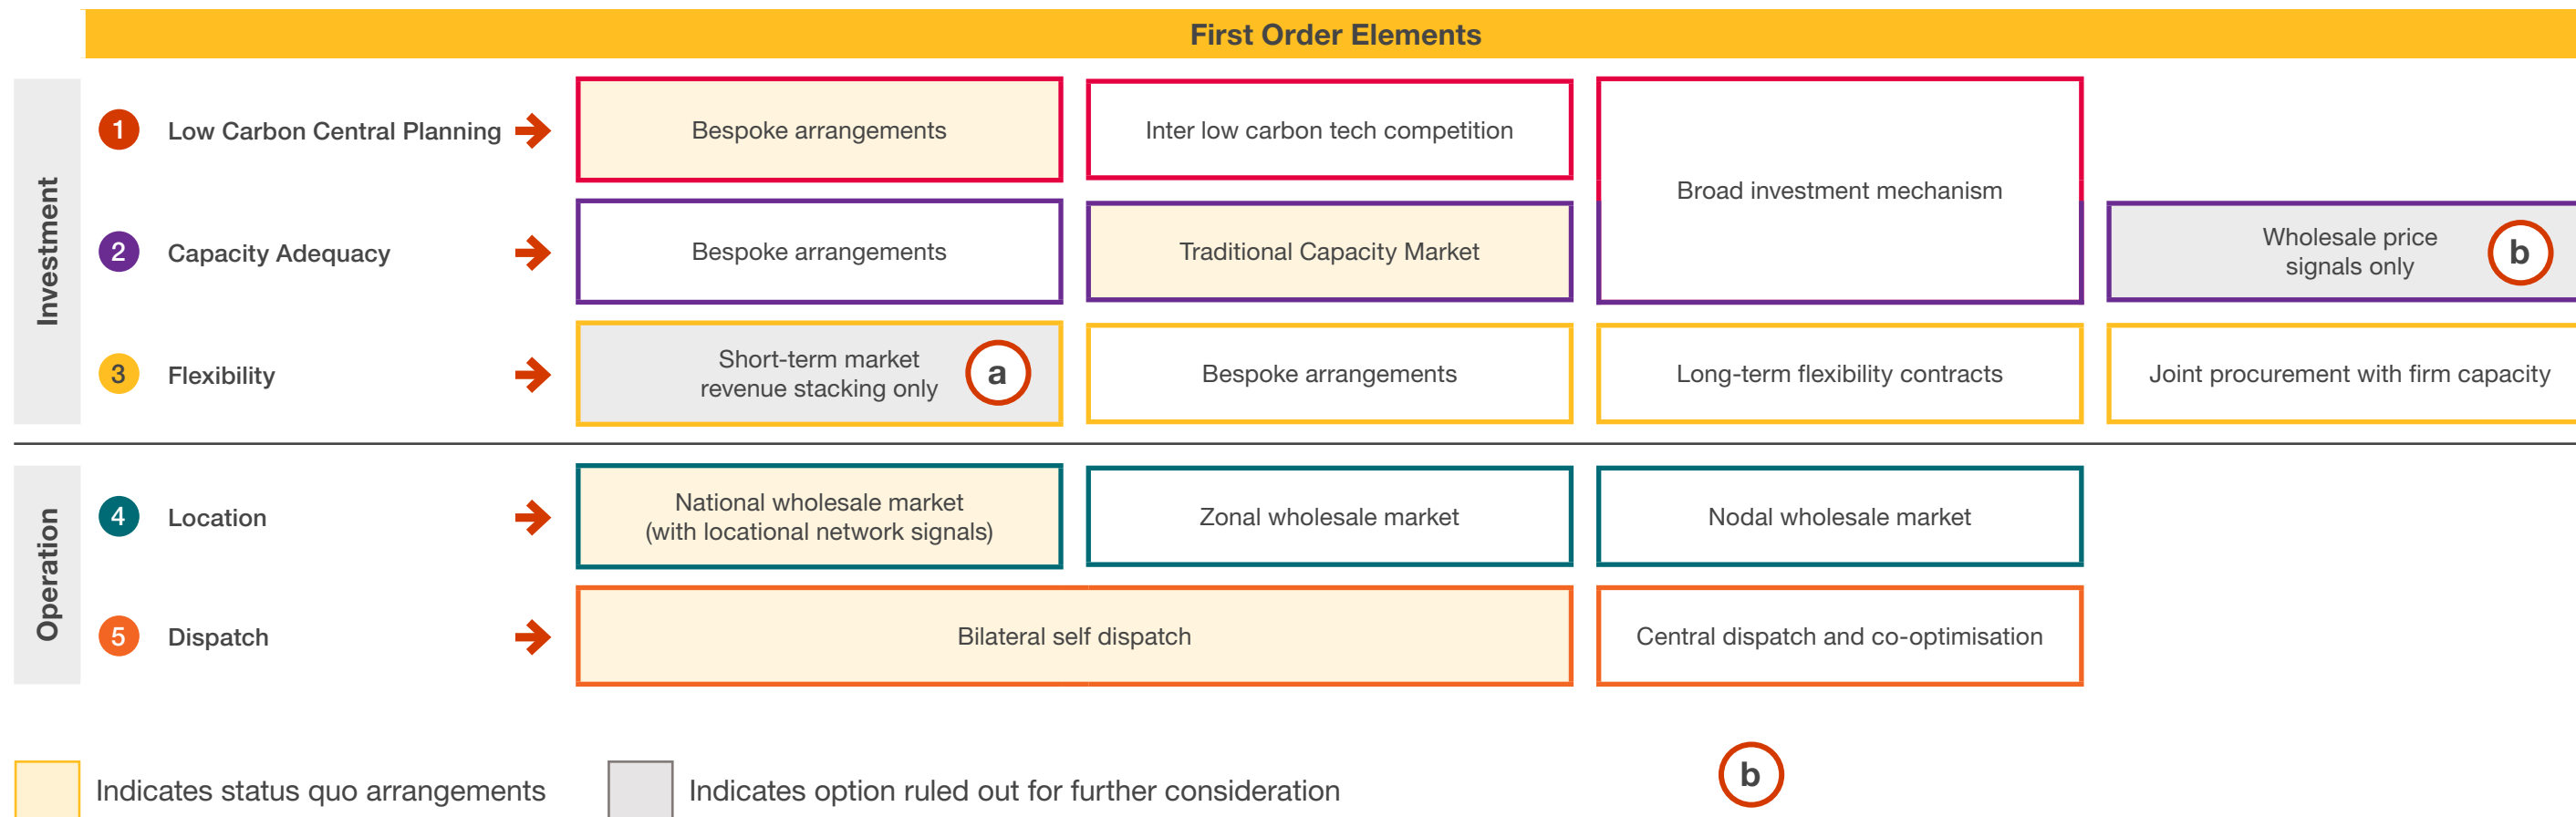 First Order Elements
Investment
1 Low Carbon Central Planning
Bespoke arrangements
Inter low carbon tech competition
Broad investment mechanism
2 Capacity Adequacy
Bespoke arrangements
Traditional Capacity Market
Wholesale price
signals only
b
3 Flexibility
Short-term market
revenue stacking only
a
Bespoke arrangements
Long-term flexibility contracts
Joint procurement with firm capacity
Operation
4 Location
National wholesale market
(with locational network signals)
Zonal wholesale market
Nodal wholesale market
5 Dispatch
Bilateral self dispatch
Central dispatch and co-optimisation
Indicates status quo arrangements
Indicates option ruled out for further consideration
b